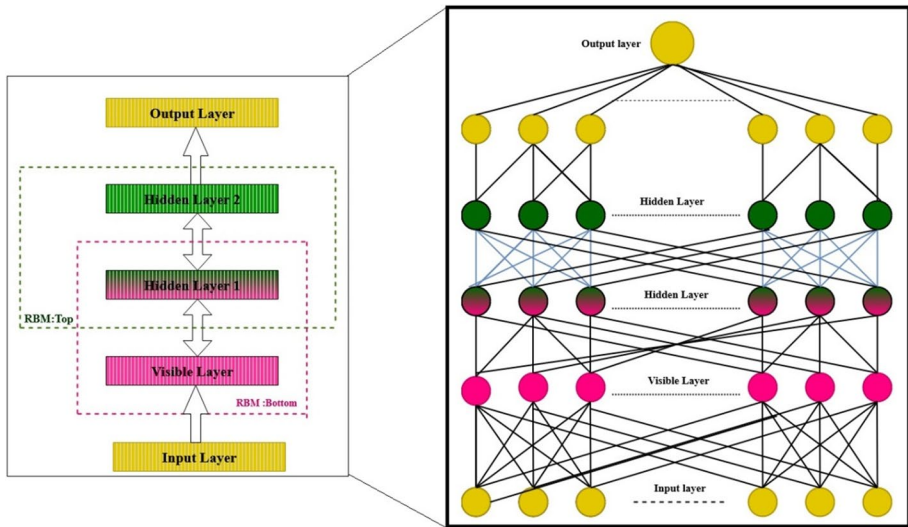 Output Layer
Hidden Layer 2
Hidden Layer 1
RBM:Top
Visible Layer
RBM :Bottom
Input Layer
Output layer
Hidden Layer
Hidden Layer
Visible Layer
Input layer